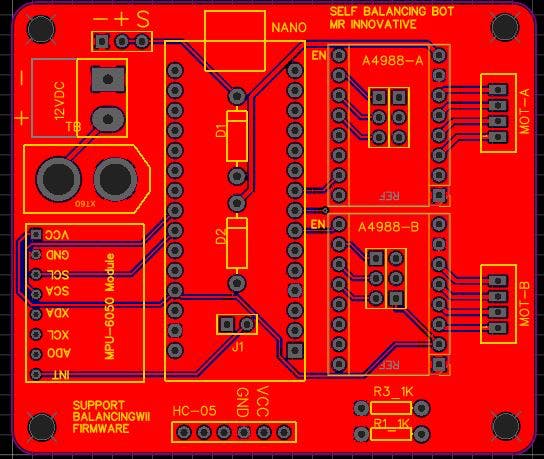 - + S
NANO
SELF BALANCING BOT
MR INNOVATIVE
EN
A4988-A
MOT-A
-
12VDC
+
TB
D1
XT60
REF
VCC
GND
SCL
SCA
XDA
XCL
ADO
INT
MPU-6050 Module
D2
EN
A4988-B
MOT-B
REF
J1
SUPPORT
BALANCINGWII
FIRMWARE
HC-05
GND
VCC
R3_1K
R1_1K